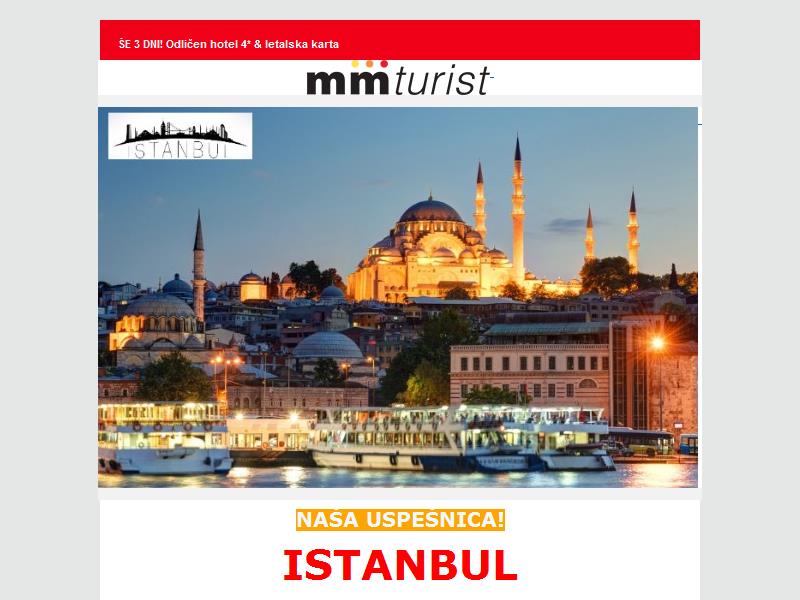 ŠE 3 DNI! Odličen hotel 4* & letalska karta
mmturist
ISTANBUL
NAŠA USPEŠNICA!
ISTANBUL